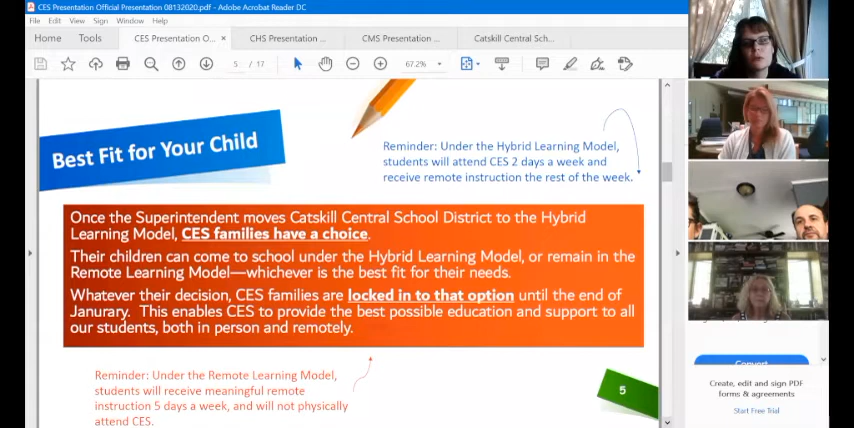 CES Presentation Official Presentation 08132020.pdf - Adobe Acrobat Reader DC
File Edit View Sign Window Help
Home Tools CES Presentation O... × CHS Presentation ... CMS Presentation ... Catskill Central Sch...
5 / 17 67.2%
Best Fit for Your Child
Reminder: Under the Hybrid Learning Model,
students will attend CES 2 days a week and
receive remote instruction the rest of the week.
Once the Superintendent moves Catskill Central School District to the Hybrid
Learning Model, CES families have a choice.
Their children can come to school under the Hybrid Learning Model, or remain in the
Remote Learning Model—whichever is the best fit for their needs.
Whatever their decision, CES families are locked in to that option until the end of
Janurary. This enables CES to provide the best possible education and support to all
our students, both in person and remotely.
Reminder: Under the Remote Learning Model,
students will receive meaningful remote
instruction 5 days a week, and will not physically
attend CES.
5
Convert
Create, edit and sign PDF
forms & agreements
Start Free Trial